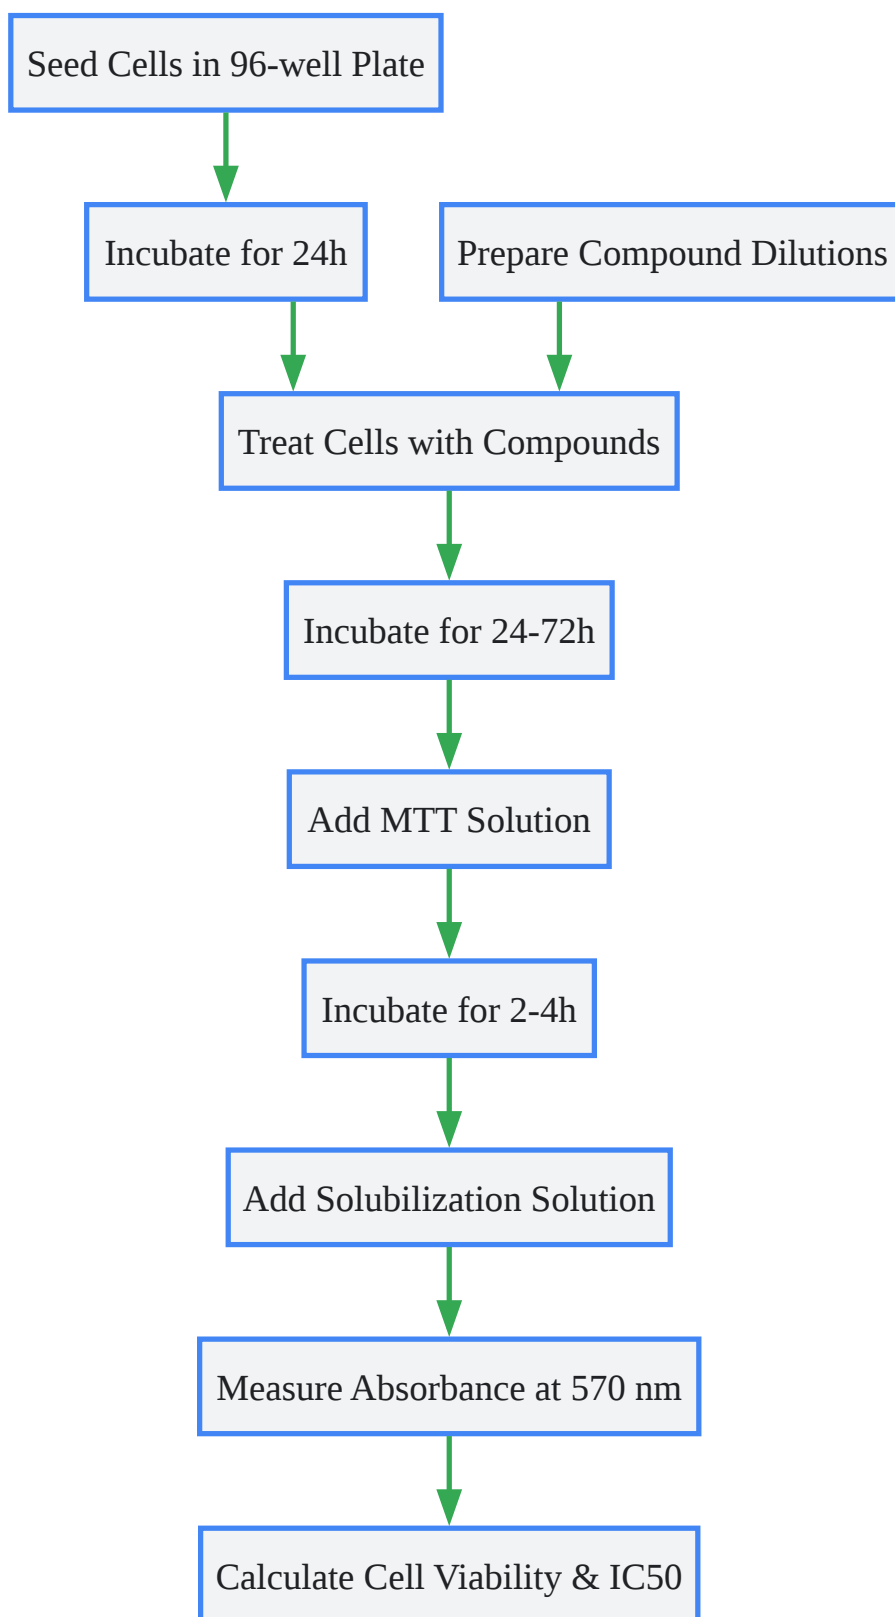 Seed Cells in 96-well Plate
Incubate for 24h
Prepare Compound Dilutions
Treat Cells with Compounds
Incubate for 24-72h
Add MTT Solution
Incubate for 2-4h
Add Solubilization Solution
Measure Absorbance at 570 nm
Calculate Cell Viability & IC50